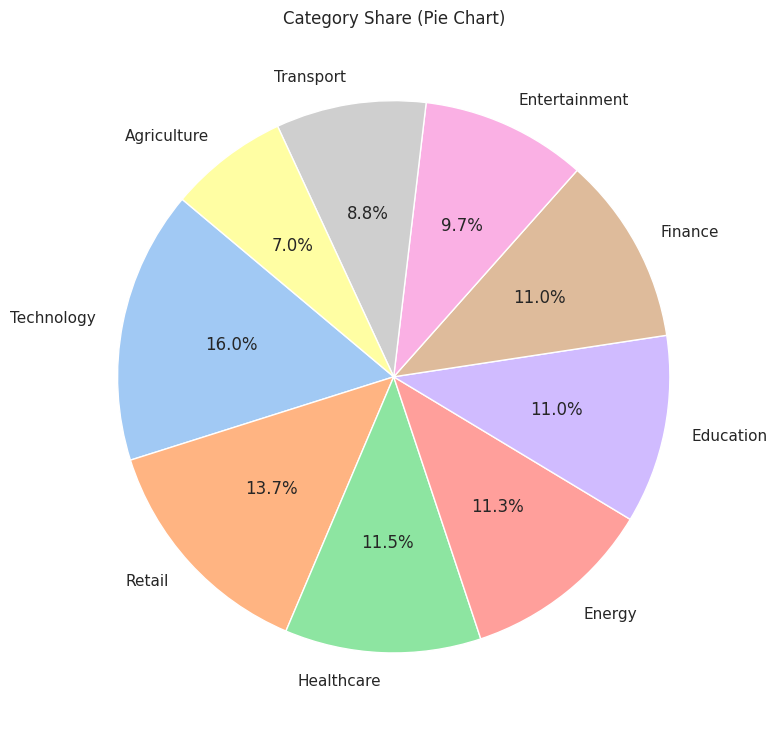 Category Share (Pie Chart)
Transport
Entertainment
Agriculture
Finance
8.8%
9.7%
7.0%
11.0%
Technology
16.0%
11.0%
Education
13.7%
11.3%
11.5%
Retail
Energy
Healthcare